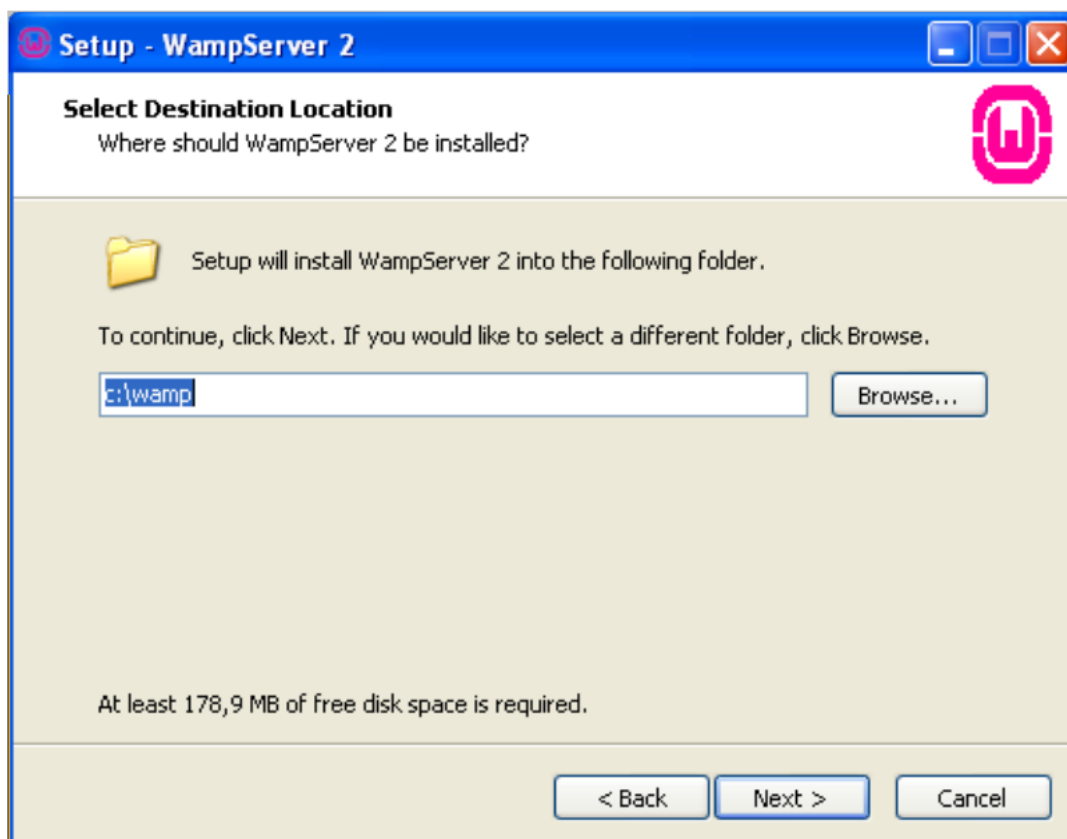 Setup - WampServer 2
Select Destination Location
Where should WampServer 2 be installed?
Setup will install WampServer 2 into the following folder.
To continue, click Next. If you would like to select a different folder, click Browse.
c:\wamp
Browse...
At least 178,9 MB of free disk space is required.
< Back
Next >
Cancel